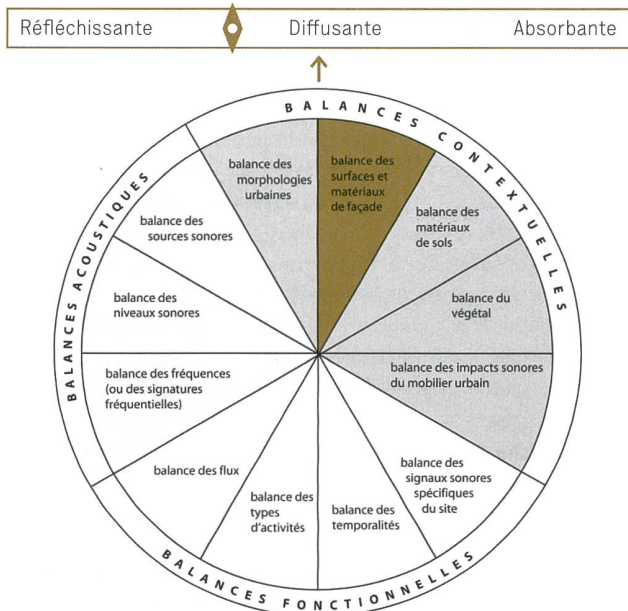 Réfléchissante Diffusante Absorbante
BALANCES CONTEXTUELLES
balance des
morphologies
urbaines
balance des
surfaces et
matériaux
de façade
balance des
matériaux
de sols
balance du
végétal
balance des impacts sonores
du mobilier urbain
BALANCES ACOUSTIQUES
balance des
sources sonores
balance des
niveaux sonores
balance des fréquences
(ou des signatures
fréquentielles)
balance des flux
balance des
types
d'activités
balance des
temporalités
balance des
signaux sonores
spécifiques
du site
BALANCES FONCTIONNELLES